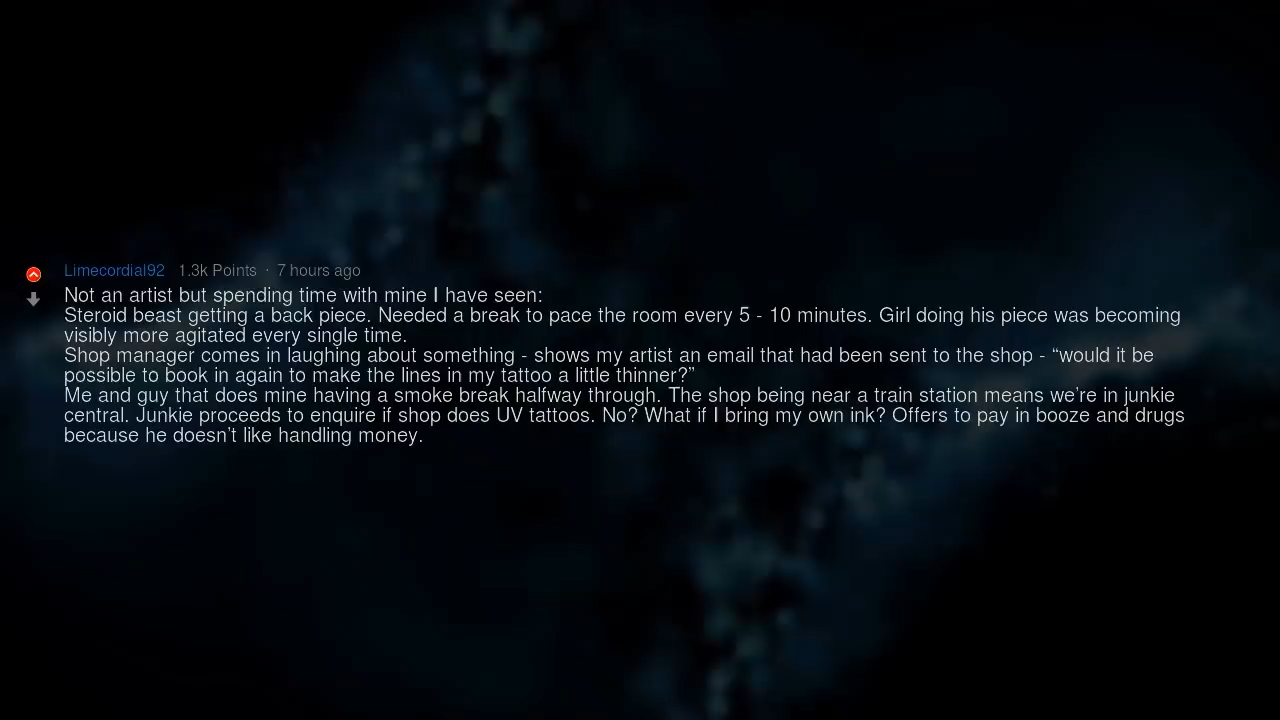 Limecordial92 1.3k Points · 7 hours ago
Not an artist but spending time with mine I have seen:
Steroid beast getting a back piece. Needed a break to pace the room every 5 - 10 minutes. Girl doing his piece was becoming
visibly more agitated every single time.
Shop manager comes in laughing about something - shows my artist an email that had been sent to the shop - “would it be
possible to book in again to make the lines in my tattoo a little thinner?”
Me and guy that does mine having a smoke break halfway through. The shop being near a train station means we’re in junkie
central. Junkie proceeds to enquire if shop does UV tattoos. No? What if I bring my own ink? Offers to pay in booze and drugs
because he doesn’t like handling money.